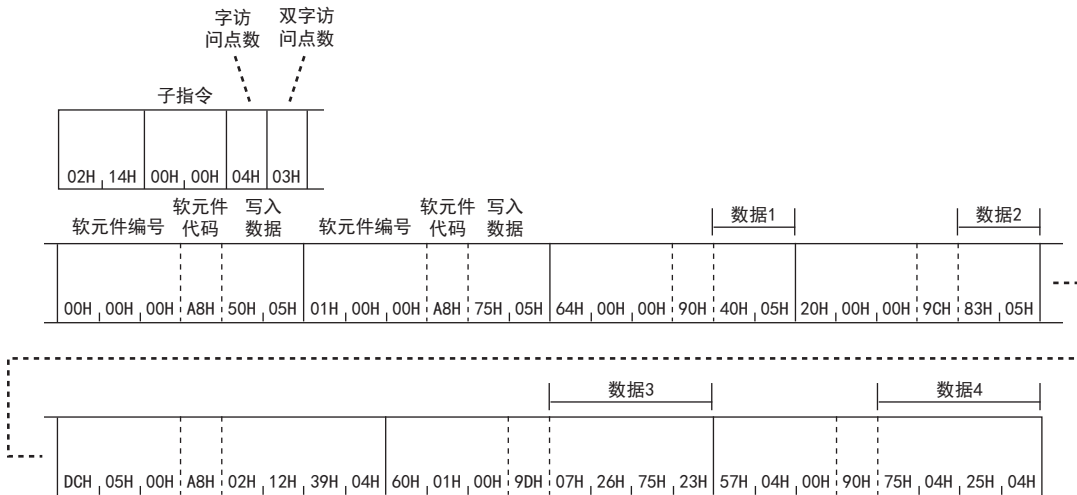 字访问点数 双字访问点数
子指令
02H 14H 00H 00H 04H 03H
软元件编号 软元件代码 写入数据 软元件编号 软元件代码 写入数据 数据1 数据2
00H 00H 00H A8H 50H 05H 01H 00H 00H A8H 75H 05H 64H 00H 00H 90H 40H 05H 20H 00H 00H 9CH 83H 05H
数据3 数据4
DCH 05H 00H A8H 02H 12H 39H 04H 60H 01H 00H 9DH 07H 26H 75H 23H 57H 04H 00H 90H 75H 04H 25H 04H